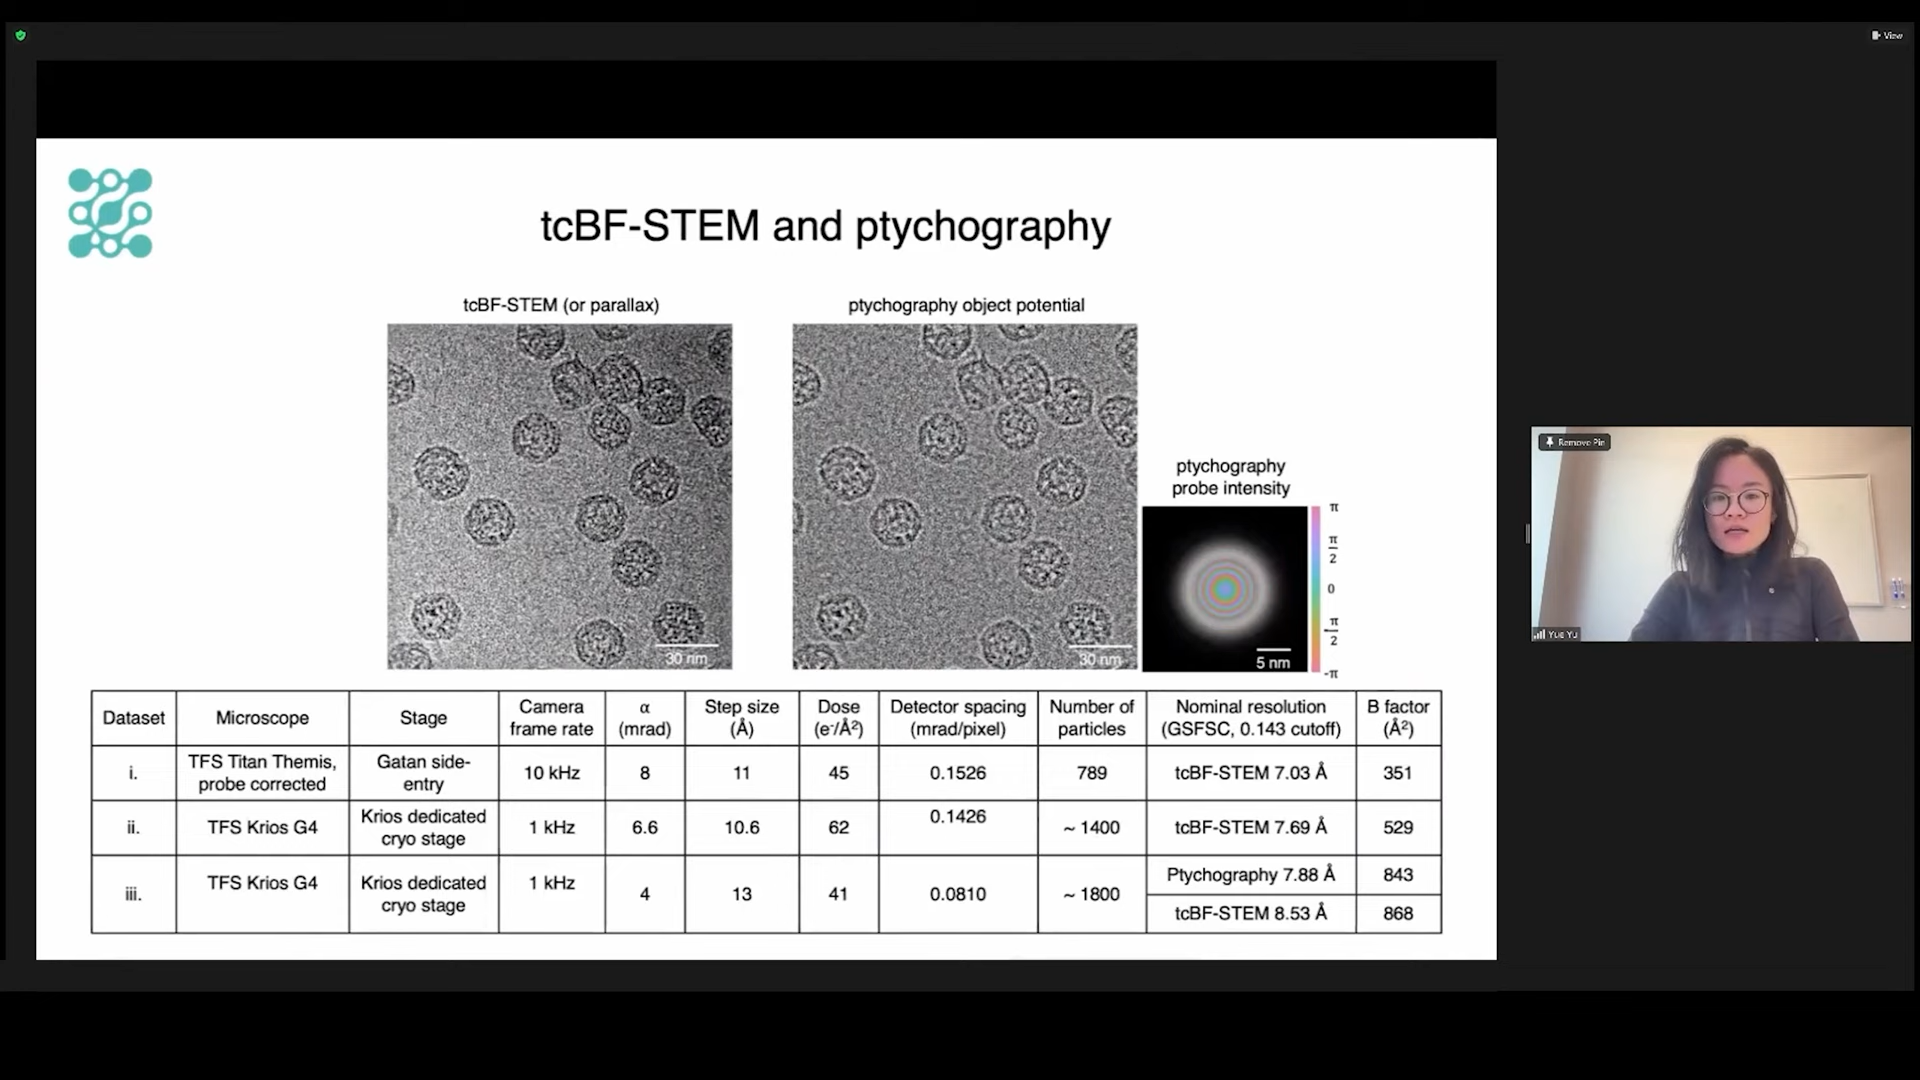 View
tcBF-STEM and ptychography
tcBF-STEM (or parallax)
ptychography object potential
30 nm
30 nm
ptychography
probe intensity
π
π
2
0
-π
2
-π
5 nm
Remove Pin
Yue Yu
Dataset
Microscope
Stage
Camera
frame rate
α
(mrad)
Step size
(Å)
Dose
(e⁻/Å²)
Detector spacing
(mrad/pixel)
Number of
particles
Nominal resolution
(GSFSC, 0.143 cutoff)
B factor
(Å²)
i.
TFS Titan Themis,
probe corrected
Gatan side-
entry
10 kHz
8
11
45
0.1526
789
tcBF-STEM 7.03 Å
351
ii.
TFS Krios G4
Krios dedicated
cryo stage
1 kHz
6.6
10.6
62
0.1426
~ 1400
tcBF-STEM 7.69 Å
529
iii.
TFS Krios G4
Krios dedicated
cryo stage
1 kHz
4
13
41
0.0810
~ 1800
Ptychography 7.88 Å
843
tcBF-STEM 8.53 Å
868